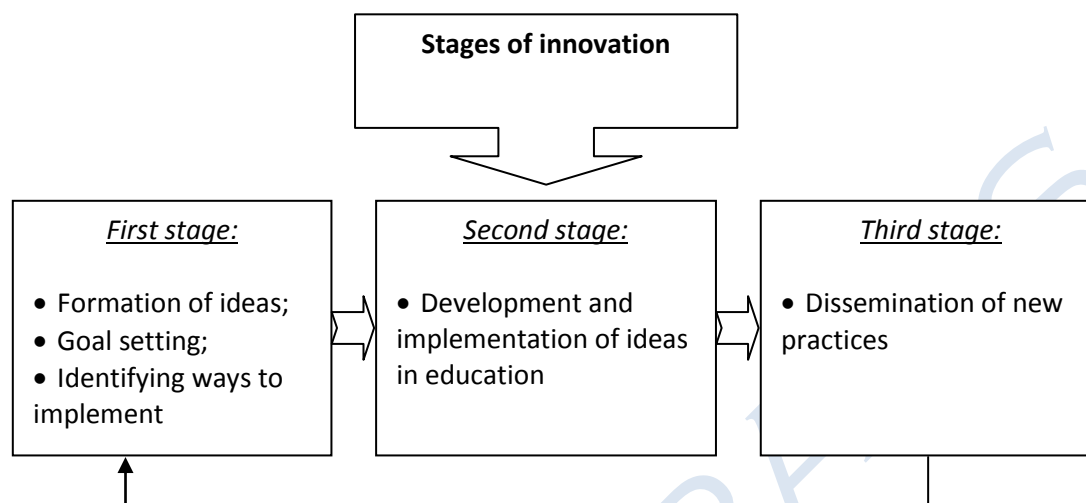 Stages of innovation
First stage:
• Formation of ideas;
• Goal setting;
• Identifying ways to
implement
Second stage:
• Development and
implementation of ideas
in education
Third stage:
• Dissemination of new
practices